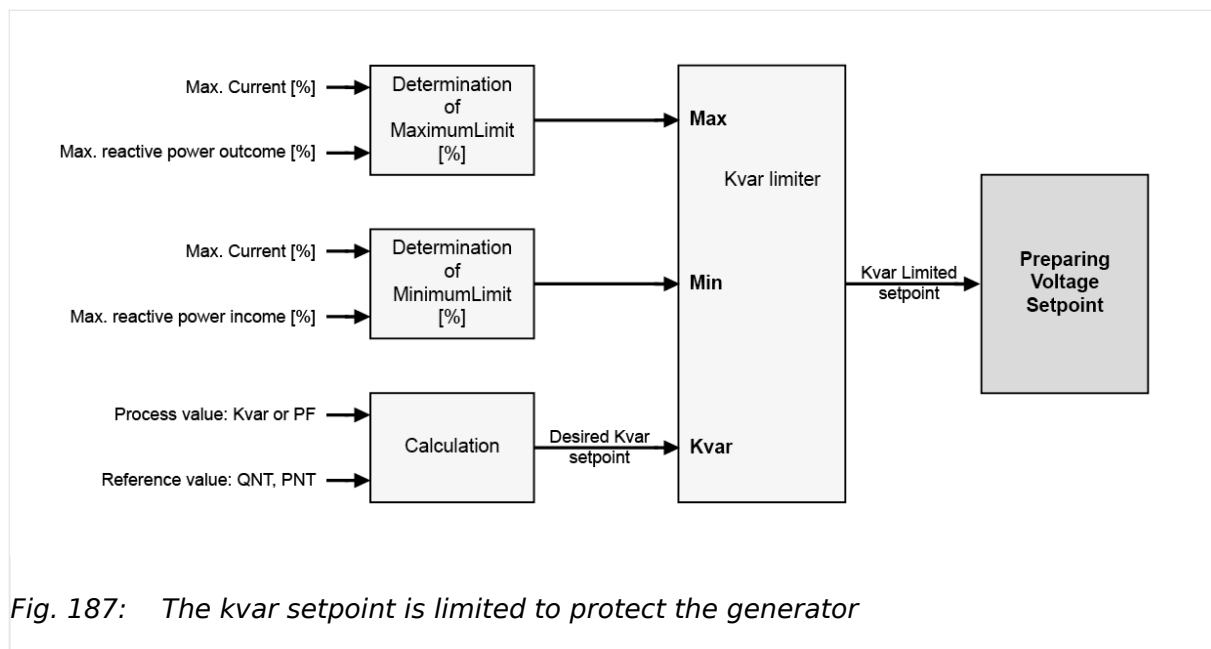 Max. Current [%]
Max. reactive power outcome [%]
Determination
of
MaximumLimit
[%]
Max. Current [%]
Max. reactive power income [%]
Determination
of
MinimumLimit
[%]
Process value: Kvar or PF
Reference value: QNT, PNT
Calculation
Desired Kvar
setpoint
Max
Kvar limiter
Min
Kvar
Kvar Limited
setpoint
Preparing
Voltage
Setpoint
Fig. 187: The kvar setpoint is limited to protect the generator